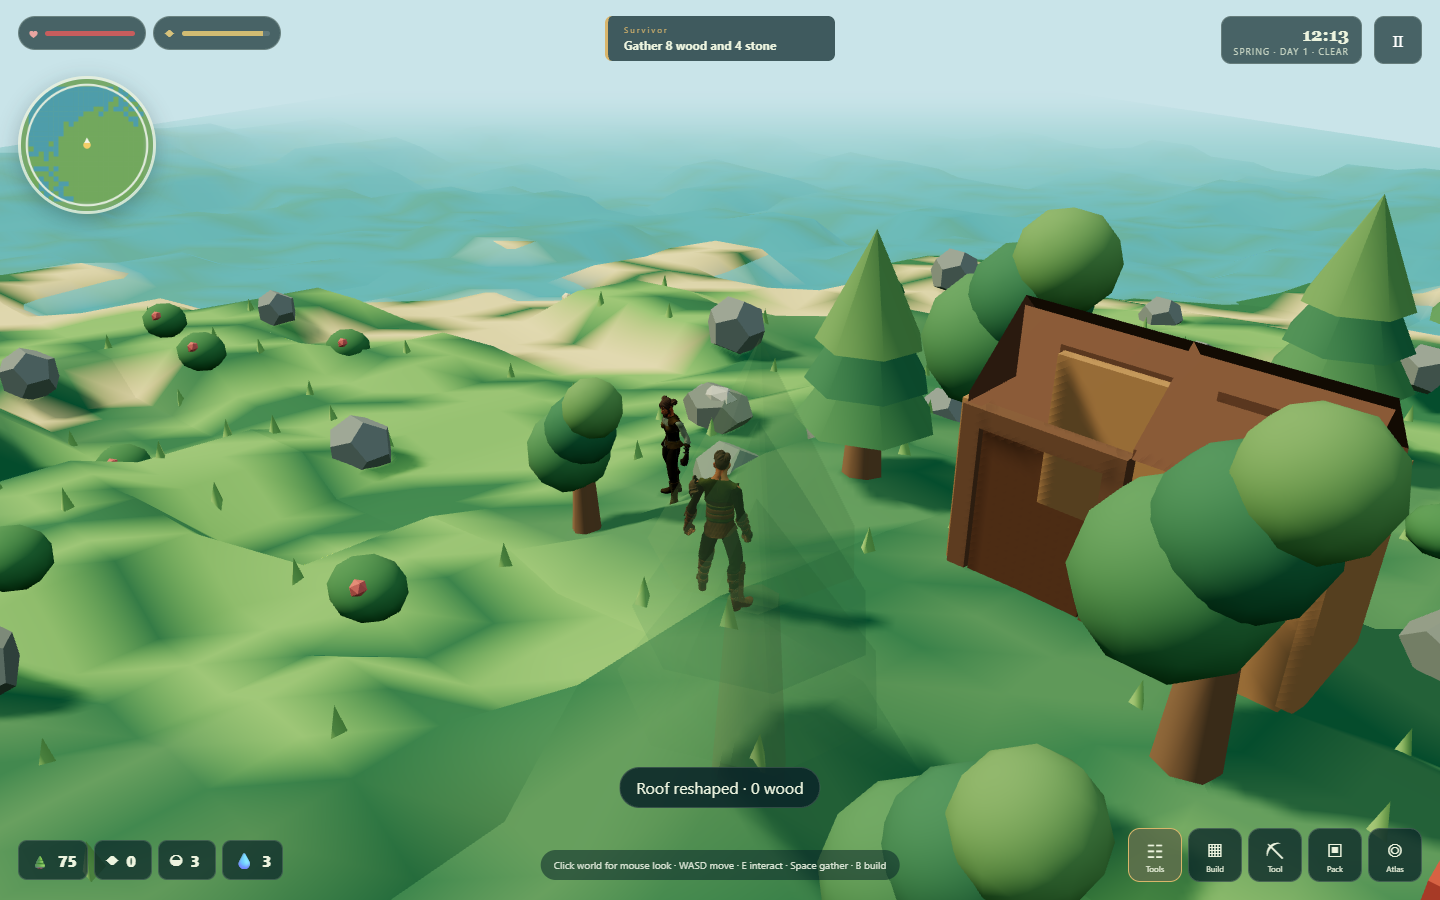 Survivor
Gather 8 wood and 4 stone
12:13
SPRING · DAY 1 · CLEAR
II
Roof reshaped · 0 wood
75
0
3
3
Click world for mouse look · WASD move · E interact · Space gather · B build
Tools
Build
Tool
Pack
Atlas